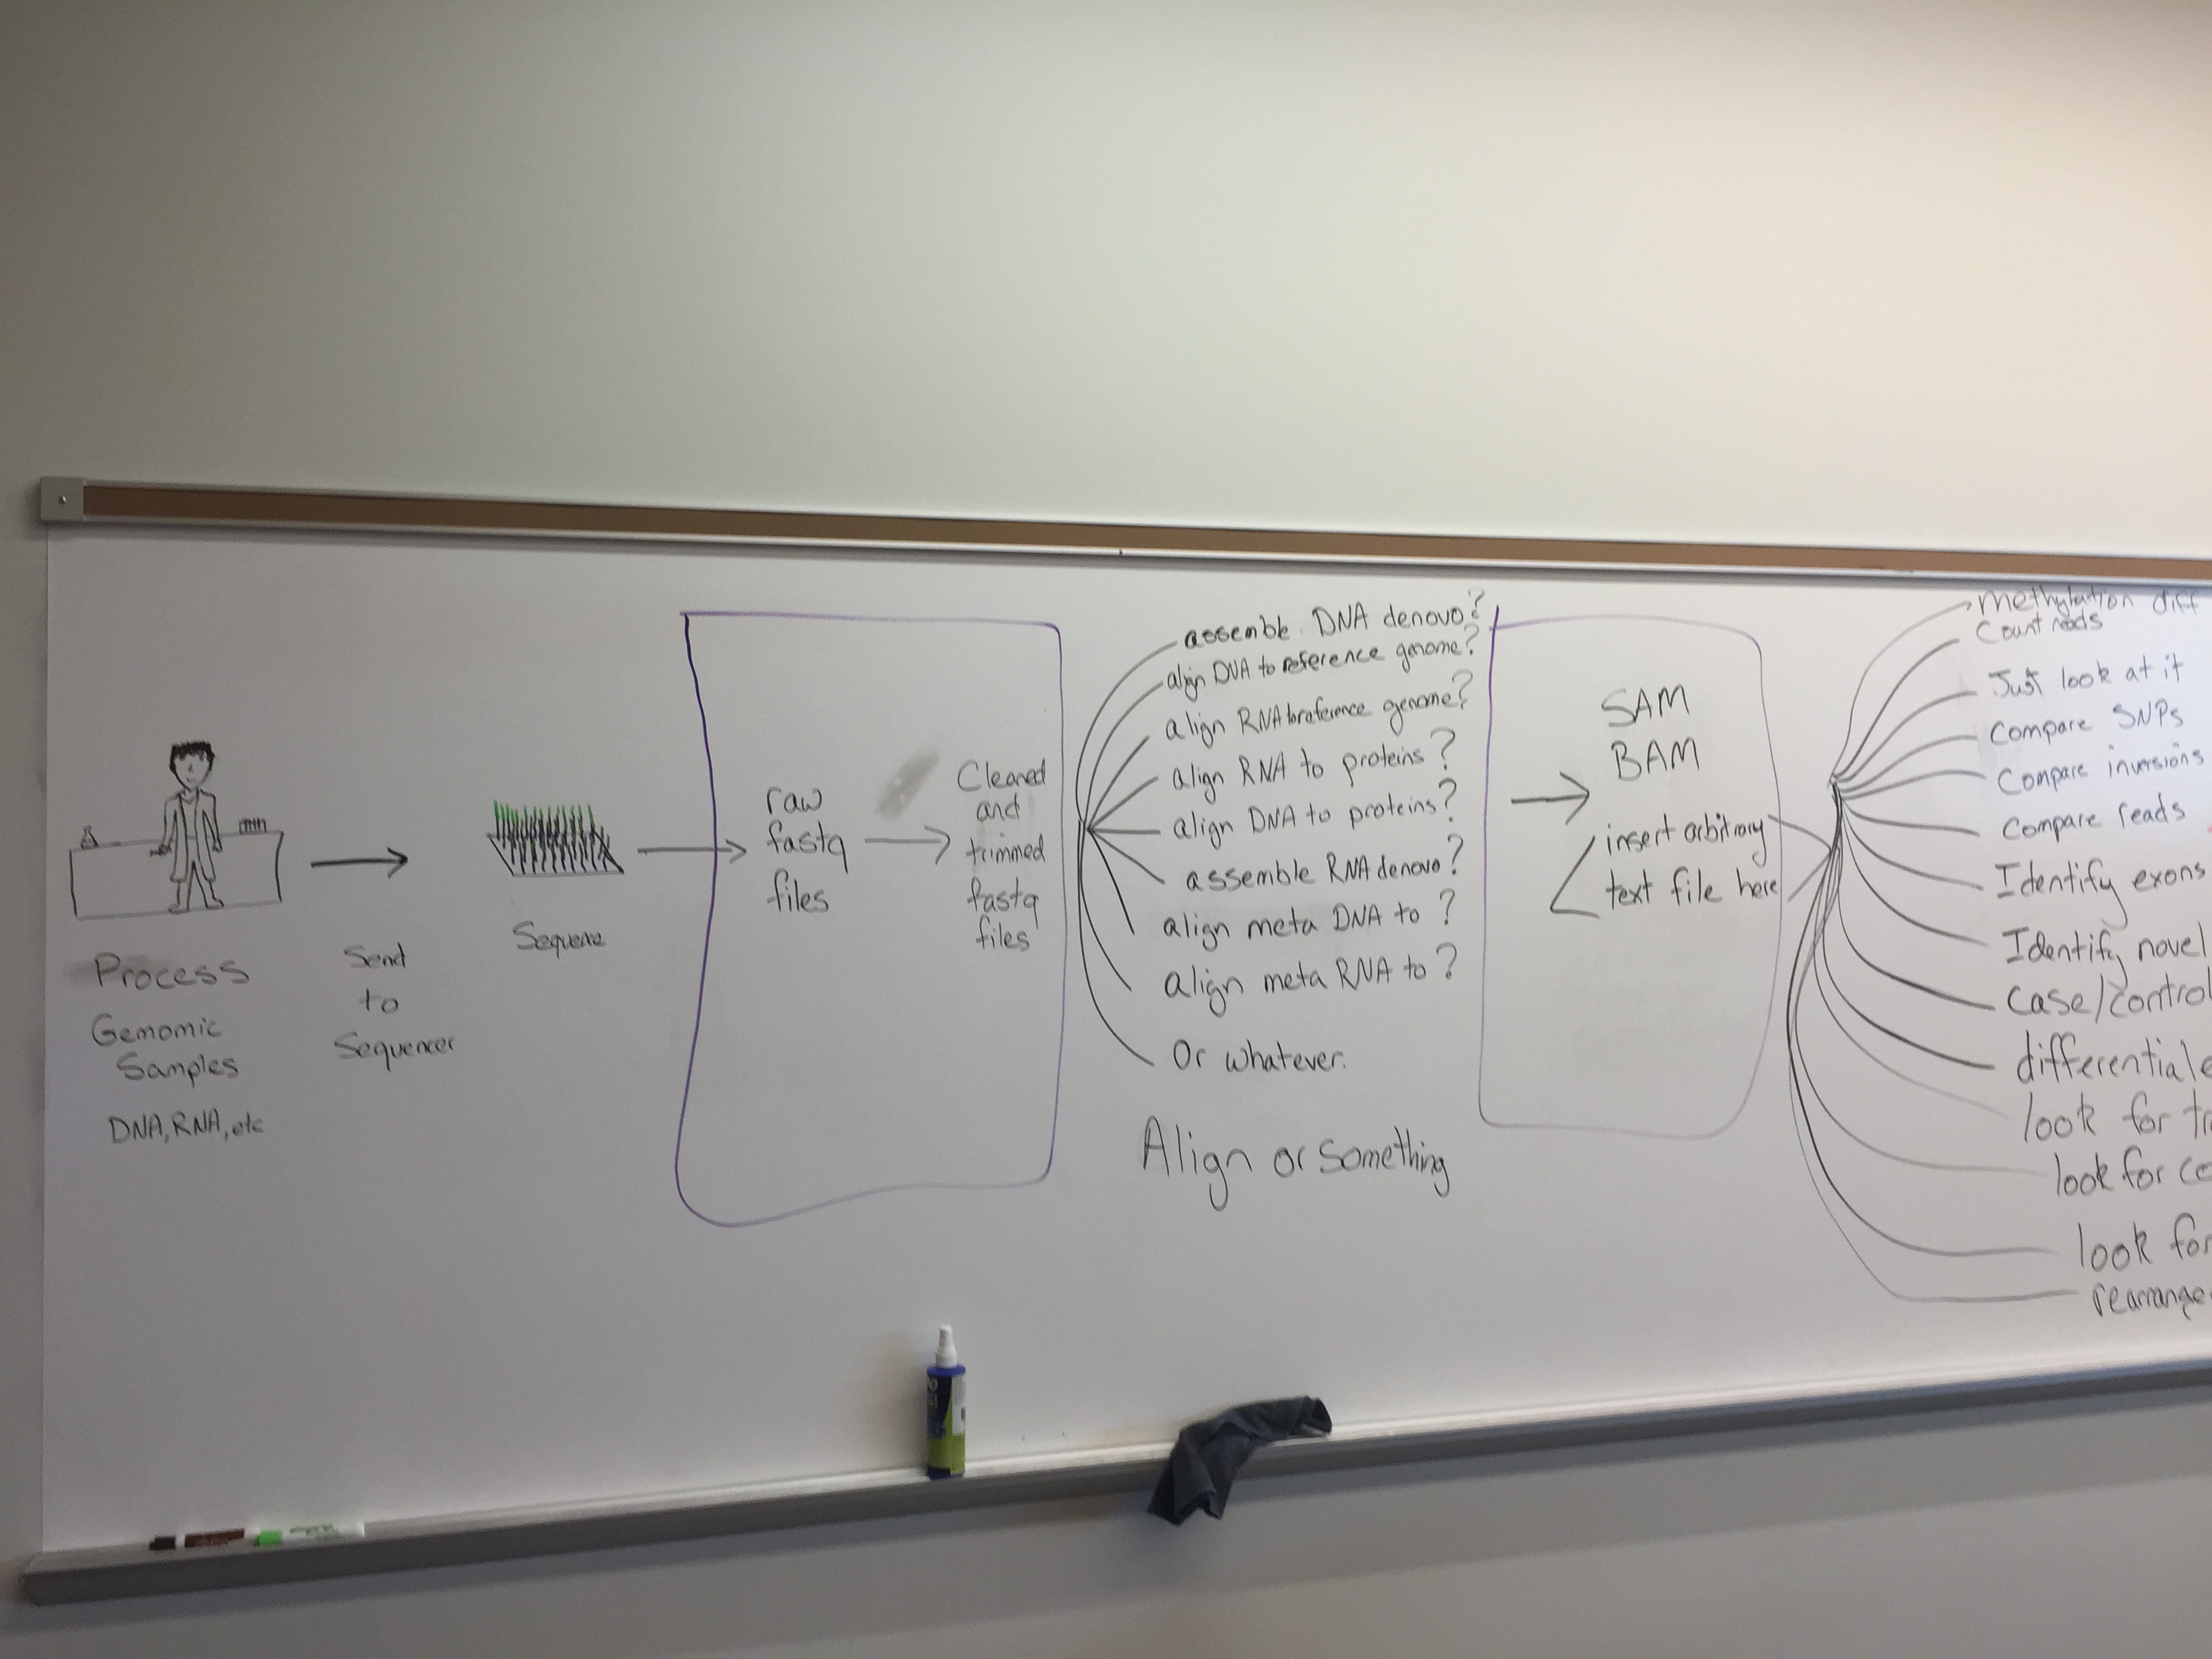 Process
Gemomic
Samples
DNA, RNA, etc
Send
to
Sequencer
Sequence
raw
fastq
files
Cleaned
and
trimmed
fastq
files
assemble DNA denovo?
align DNA to reference genome?
align RNA to reference genome?
align RNA to proteins?
align DNA to proteins?
assemble RNA denovo?
align meta DNA to ?
align meta RNA to ?
Or whatever.
Align or Something
SAM
BAM
insert arbitrary
text file here
Methylation diff
Count reads
Just look at it
Compare SNPs
Compare inversions
Compare reads
Identify exons
Identify novel
case/control
differential e
look for tr
look for co
look for
rearrange